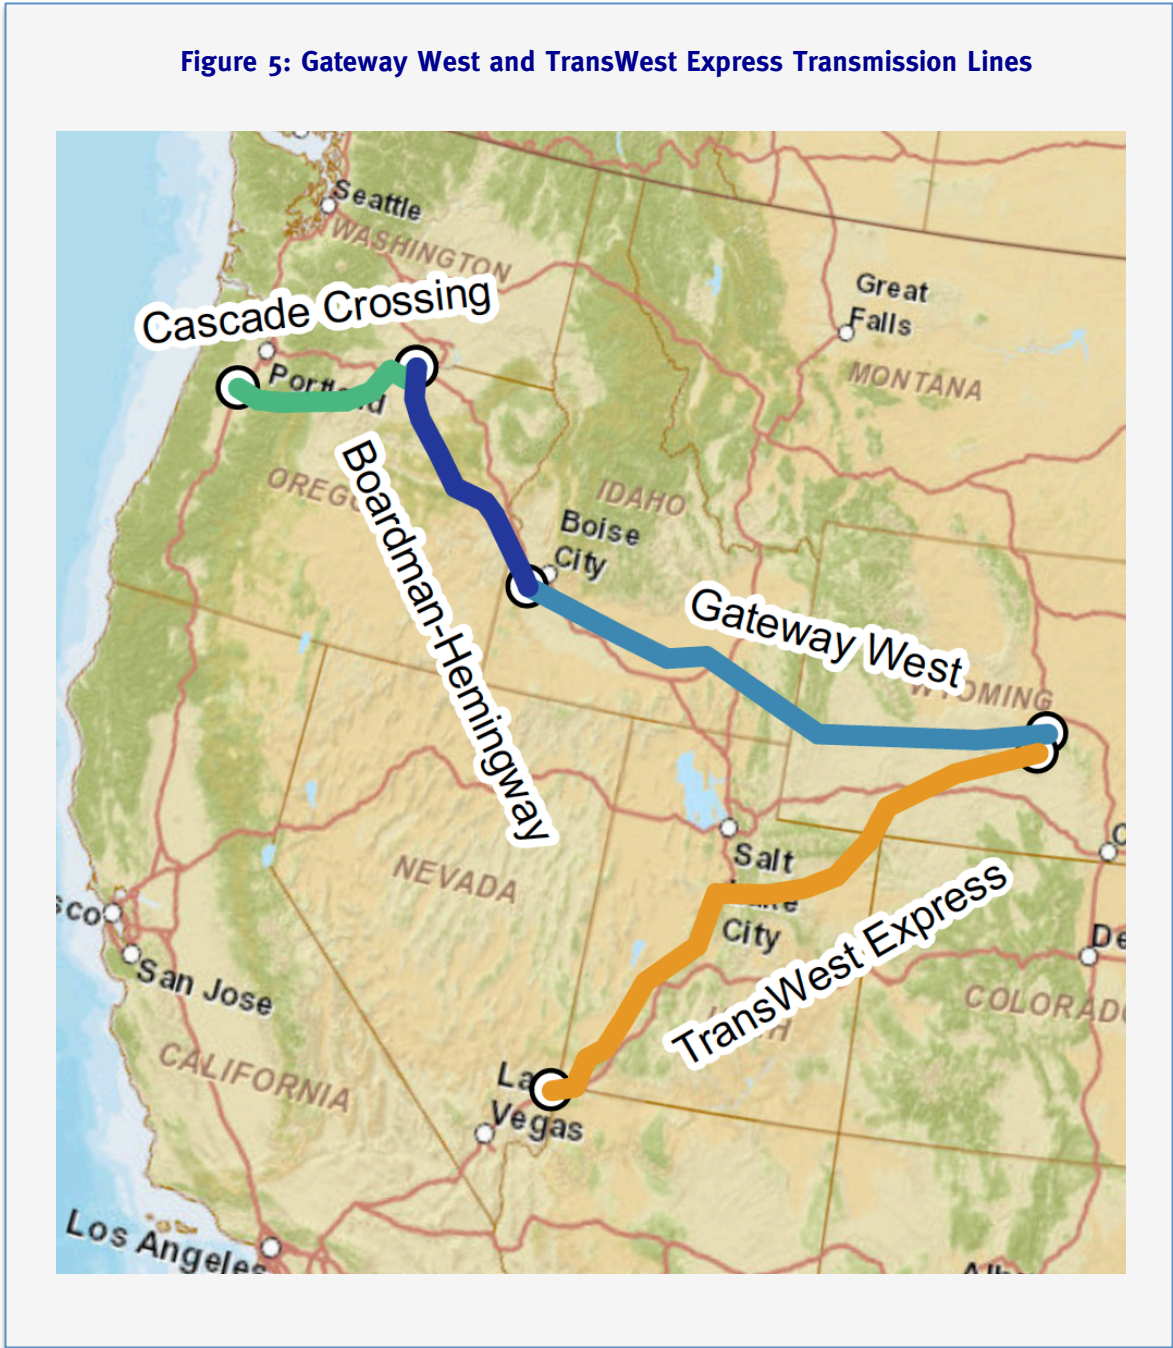 Figure 5: Gateway West and TransWest Express Transmission Lines
Seattle
WASHINGTON
Cascade Crossing
Great
Falls
MONTANA
IDAHO
Boise
City
Boardman-Hemingway
Gateway West
NEVADA
Salt
City
TransWest Express
San Jose
CALIFORNIA
Vegas
Los Angeles